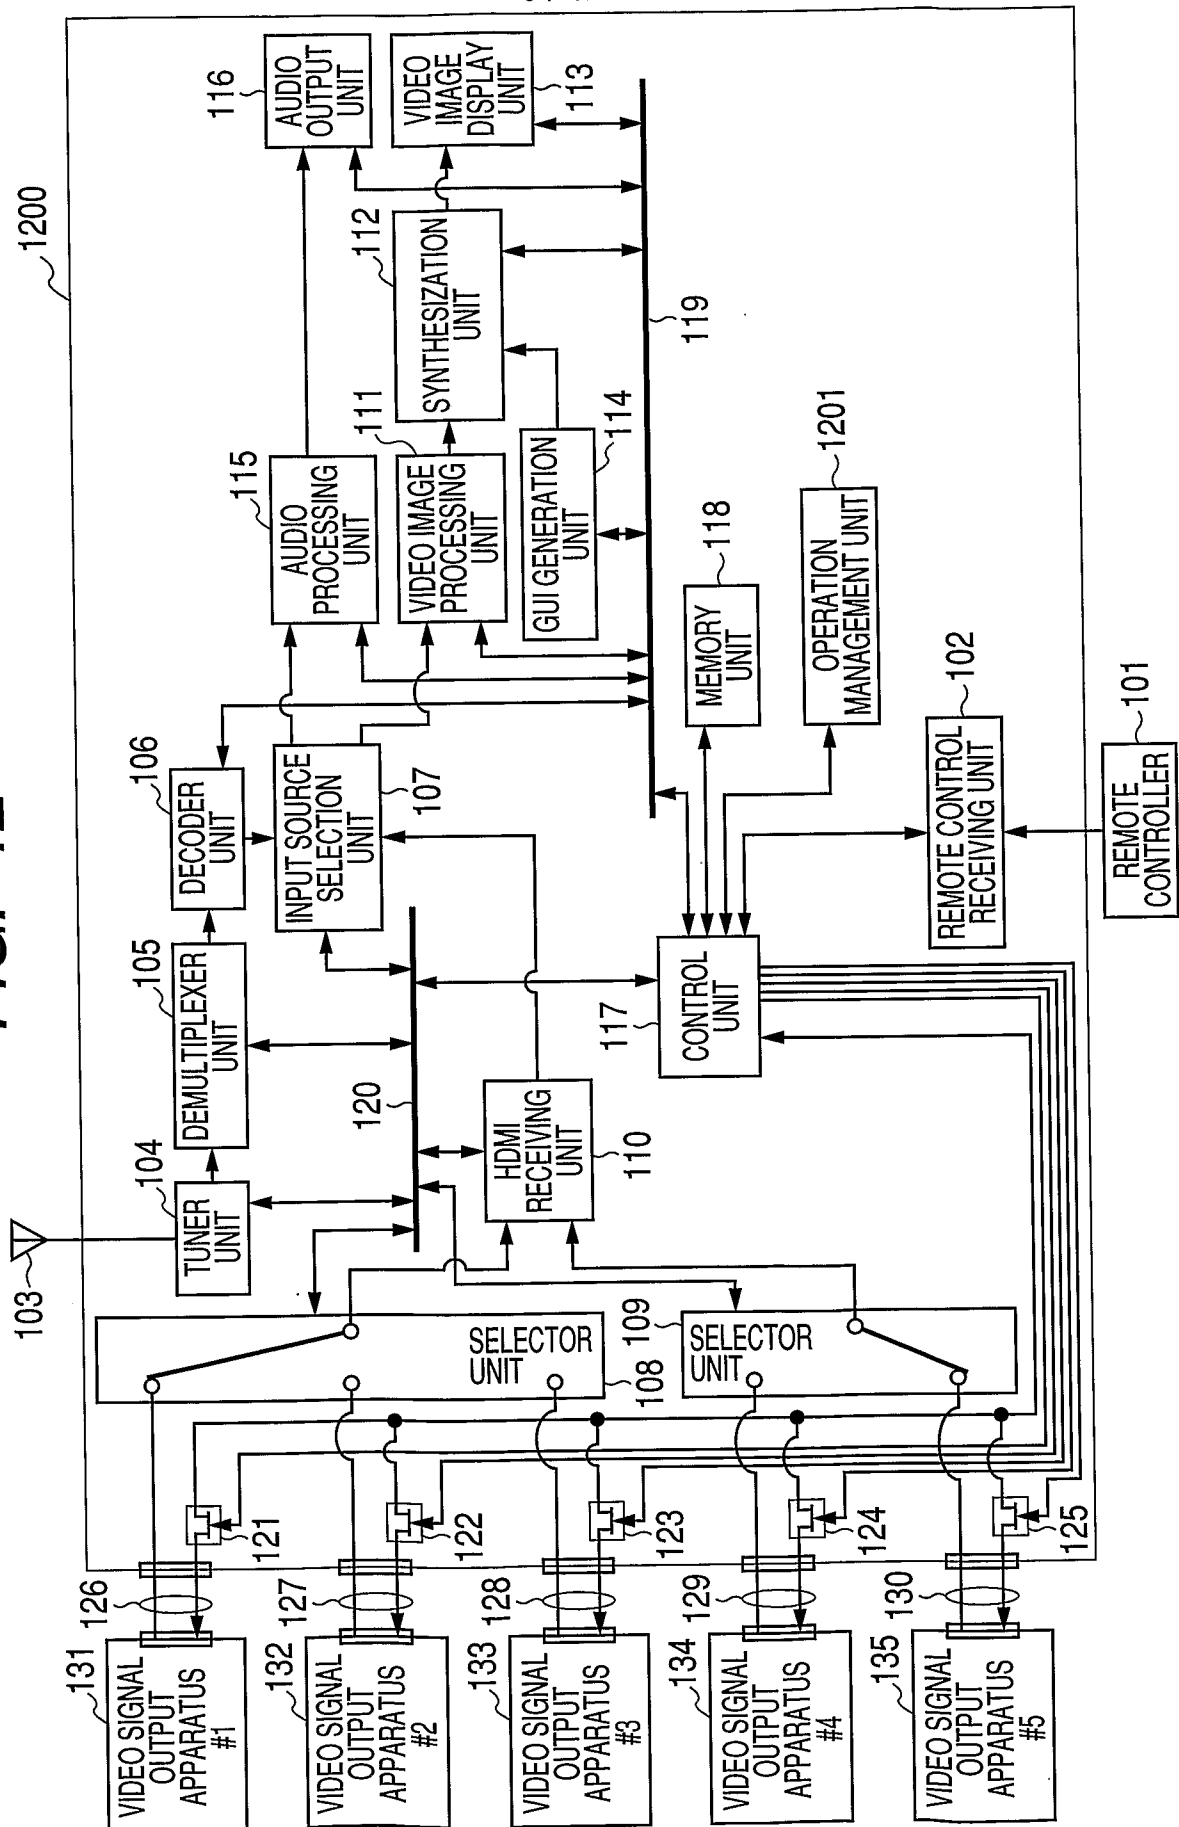 1200
116
AUDIO
OUTPUT
UNIT
VIDEO
IMAGE
DISPLAY
UNIT
113
112
SYNTHESIZATION
UNIT
119
115
AUDIO
PROCESSING
UNIT
111
VIDEO IMAGE
PROCESSING
UNIT
GUI GENERATION
UNIT
114
118
MEMORY
UNIT
1201
OPERATION
MANAGEMENT UNIT
102
REMOTE CONTROL
RECEIVING UNIT
101
REMOTE
CONTROLLER
106
DECODER
UNIT
INPUT SOURCE
SELECTION
UNIT
107
105
DEMULTIPLEXER
UNIT
120
117
CONTROL
UNIT
104
TUNER
UNIT
103
HDMI
RECEIVING
UNIT
110
SELECTOR
UNIT
108
109
SELECTOR
UNIT
121
122
123
124
125
126
127
128
129
130
131
VIDEO SIGNAL
OUTPUT
APPARATUS
#1
132
VIDEO SIGNAL
OUTPUT
APPARATUS
#2
133
VIDEO SIGNAL
OUTPUT
APPARATUS
#3
134
VIDEO SIGNAL
OUTPUT
APPARATUS
#4
135
VIDEO SIGNAL
OUTPUT
APPARATUS
#5